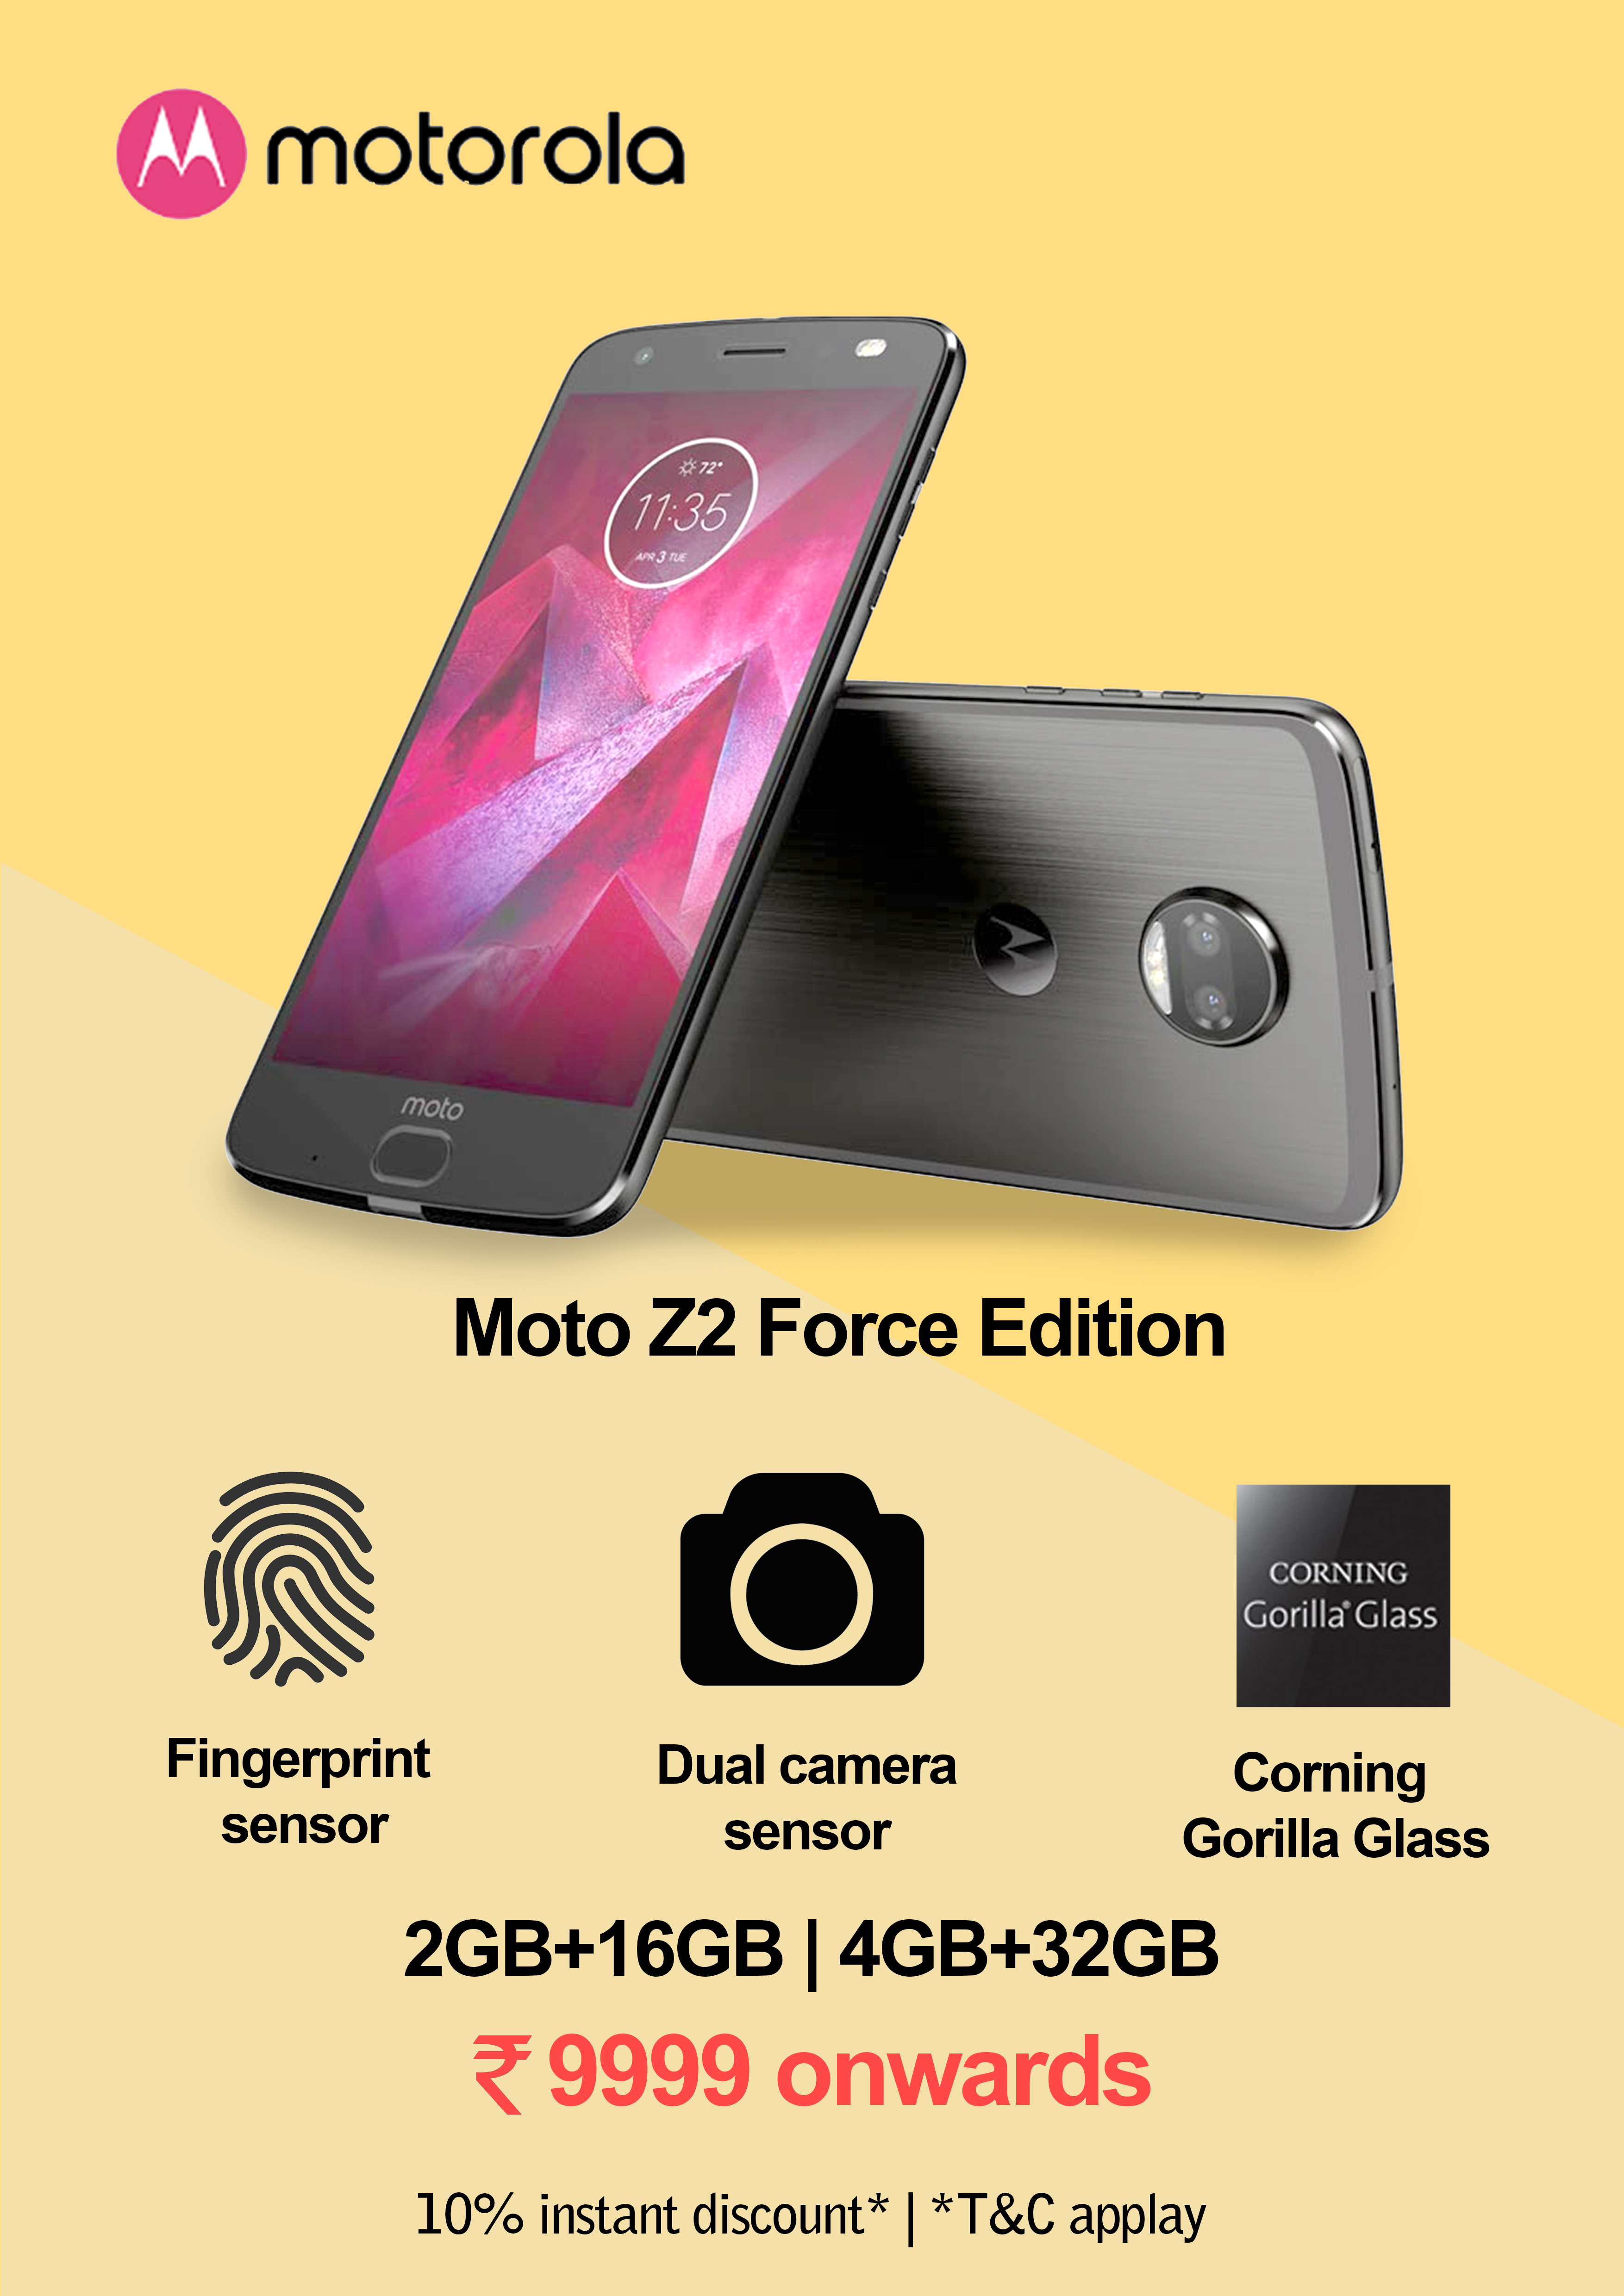 motorola
72°
11:35
APR 3 TUE
moto
Moto Z2 Force Edition
CORNING
Gorilla® Glass
Fingerprint
sensor
Dual camera
sensor
Corning
Gorilla Glass
2GB+16GB | 4GB+32GB
₹ 9999 onwards
10% instant discount* | *T&C applay